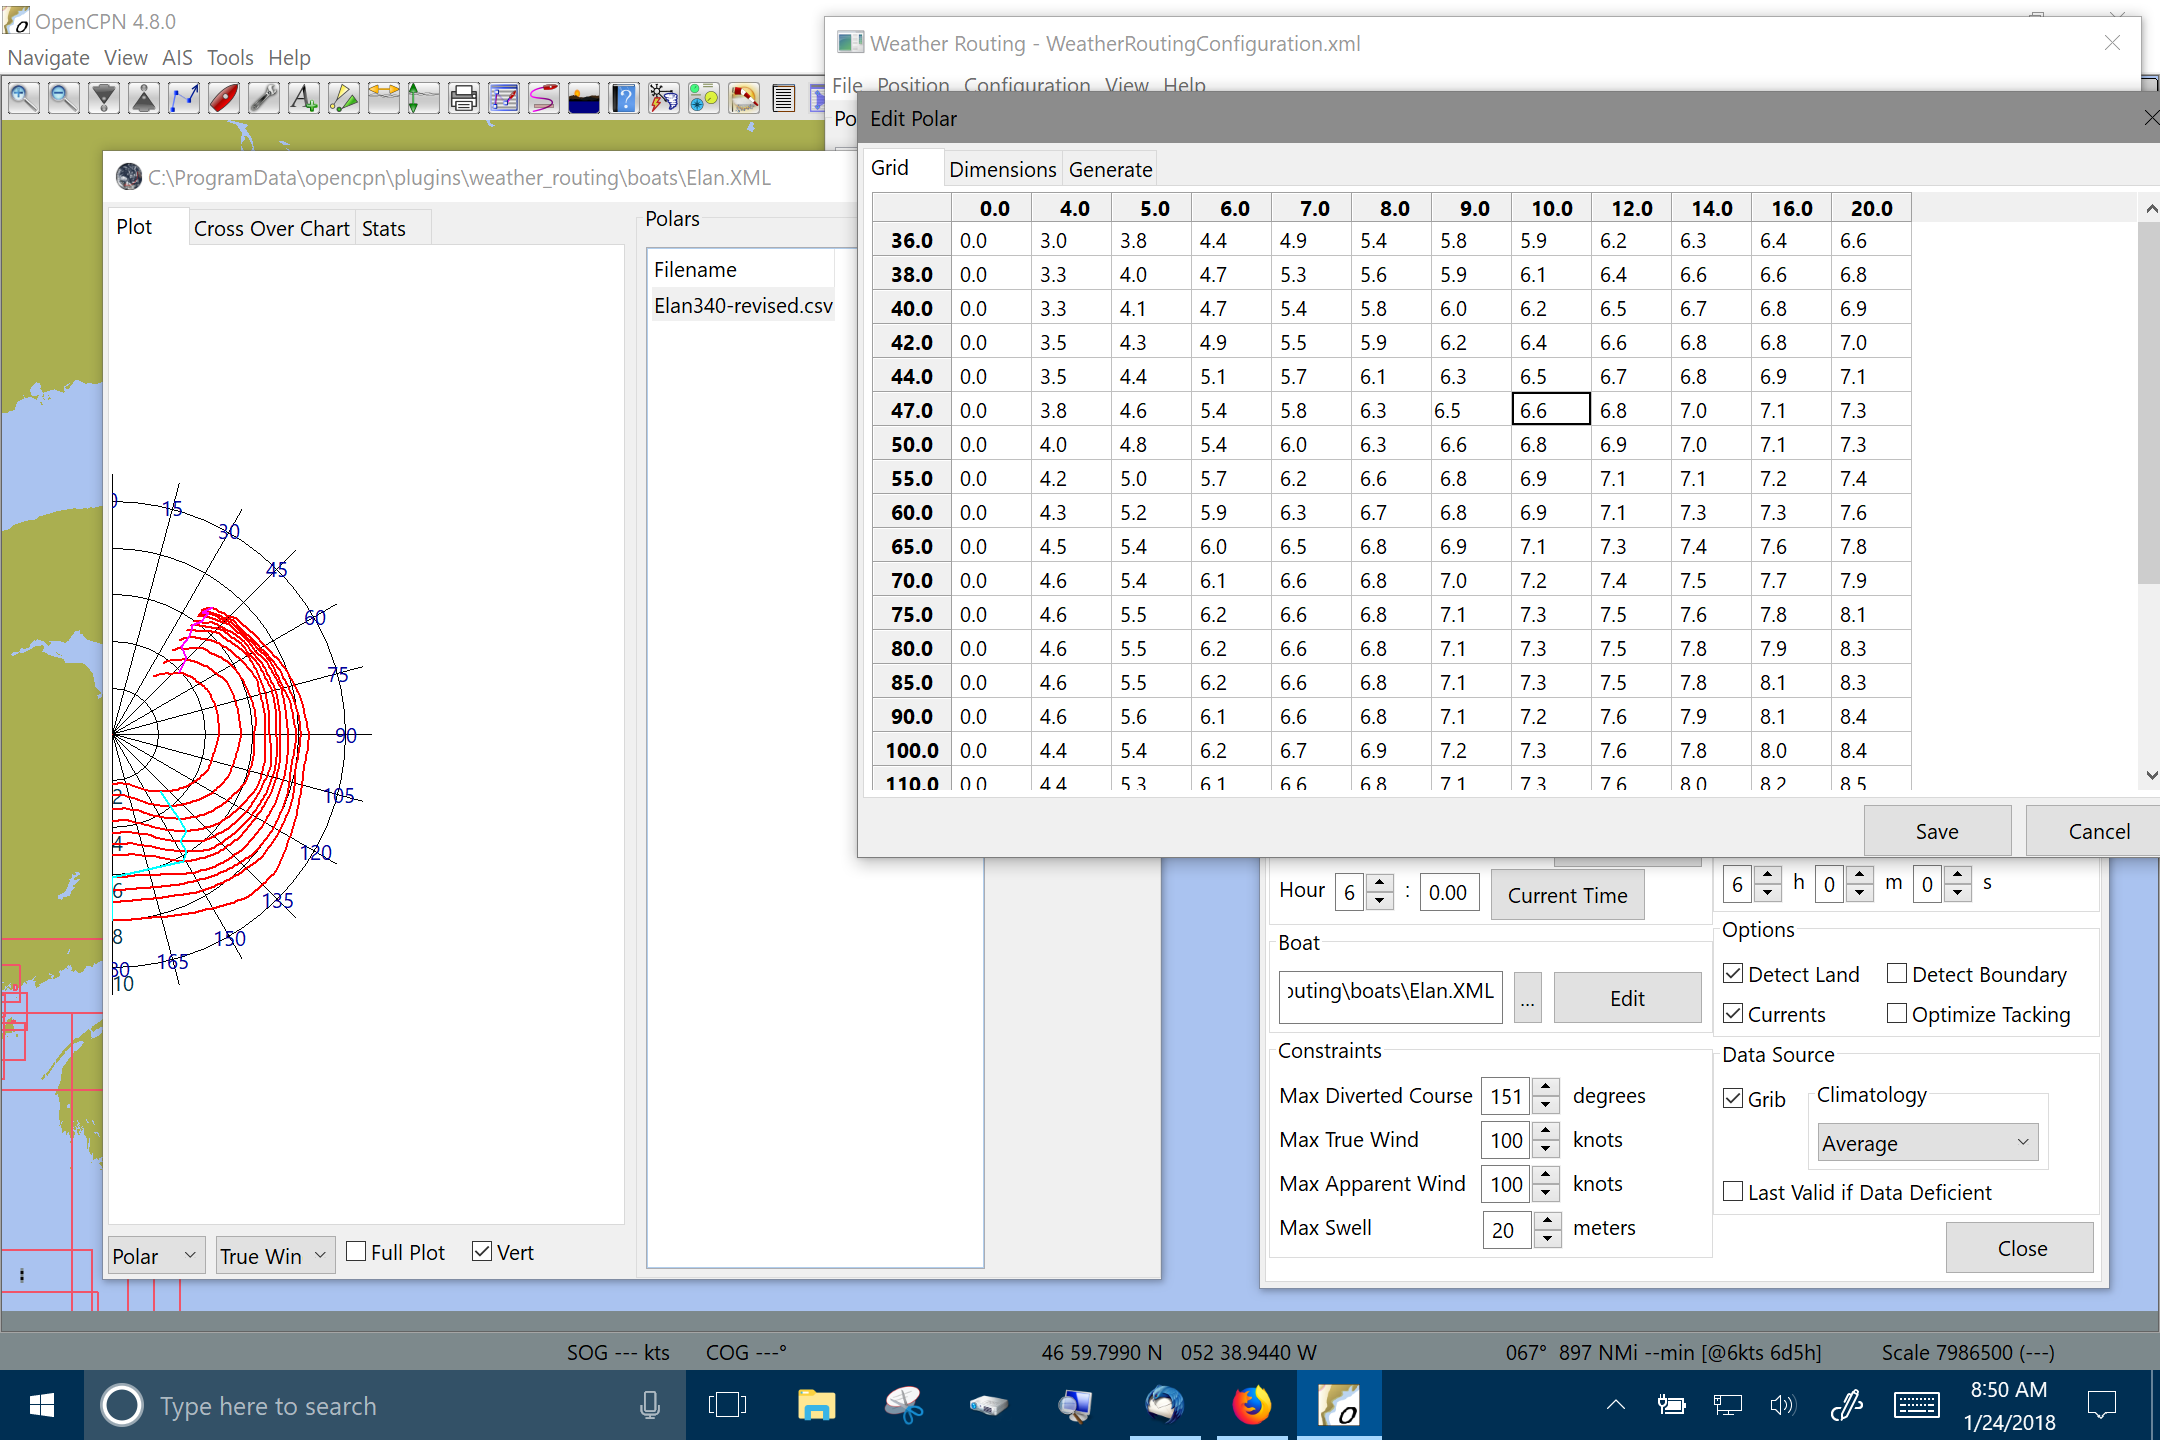 OpenCPN 4.8.0
Navigate View AIS Tools Help
Weather Routing - WeatherRoutingConfiguration.xml
File Position Configuration View Help
Po
Edit Polar
Grid Dimensions Generate
0.0 4.0 5.0 6.0 7.0 8.0 9.0 10.0 12.0 14.0 16.0 20.0
36.0 0.0 3.0 3.8 4.4 4.9 5.4 5.8 5.9 6.2 6.3 6.4 6.6
38.0 0.0 3.3 4.0 4.7 5.3 5.6 5.9 6.1 6.4 6.6 6.6 6.8
40.0 0.0 3.3 4.1 4.7 5.4 5.8 6.0 6.2 6.5 6.7 6.8 6.9
42.0 0.0 3.5 4.3 4.9 5.5 5.9 6.2 6.4 6.6 6.8 6.8 7.0
44.0 0.0 3.5 4.4 5.1 5.7 6.1 6.3 6.5 6.7 6.8 6.9 7.1
47.0 0.0 3.8 4.6 5.4 5.8 6.3 6.5 6.6 6.8 7.0 7.1 7.3
50.0 0.0 4.0 4.8 5.4 6.0 6.3 6.6 6.8 6.9 7.0 7.1 7.3
55.0 0.0 4.2 5.0 5.7 6.2 6.6 6.8 6.9 7.1 7.1 7.2 7.4
60.0 0.0 4.3 5.2 5.9 6.3 6.7 6.8 6.9 7.1 7.3 7.3 7.6
65.0 0.0 4.5 5.4 6.0 6.5 6.8 6.9 7.1 7.3 7.4 7.6 7.8
70.0 0.0 4.6 5.4 6.1 6.6 6.8 7.0 7.2 7.4 7.5 7.7 7.9
75.0 0.0 4.6 5.5 6.2 6.6 6.8 7.1 7.3 7.5 7.6 7.8 8.1
80.0 0.0 4.6 5.5 6.2 6.6 6.8 7.1 7.3 7.5 7.8 7.9 8.3
85.0 0.0 4.6 5.5 6.2 6.6 6.8 7.1 7.3 7.5 7.8 8.1 8.3
90.0 0.0 4.6 5.6 6.1 6.6 6.8 7.1 7.2 7.6 7.9 8.1 8.4
100.0 0.0 4.4 5.4 6.2 6.7 6.9 7.2 7.3 7.6 7.8 8.0 8.4
110.0 0.0 4.4 5.3 6.1 6.6 6.8 7.1 7.3 7.6 8.0 8.2 8.5
Save Cancel
C:\ProgramData\opencpn\plugins\weather_routing\boats\Elan.XML
Plot Cross Over Chart Stats
Polars
Filename
Elan340-revised.csv
0
15
30
45
60
75
90
105
120
135
150
165
80
2
4
6
8
10
Polar True Win Full Plot Vert
Hour 6 : 0.00 Current Time
6 h 0 m 0 s
Boat
outing\boats\Elan.XML ... Edit
Options
Detect Land Detect Boundary
Currents Optimize Tacking
Constraints
Max Diverted Course 151 degrees
Max True Wind 100 knots
Max Apparent Wind 100 knots
Max Swell 20 meters
Data Source
Grib Climatology
Average
Last Valid if Data Deficient
Close
SOG --- kts COG ---° 46 59.7990 N 052 38.9440 W 067° 897 NMi --min [@6kts 6d5h] Scale 7986500 (---)
Type here to search
8:50 AM
1/24/2018